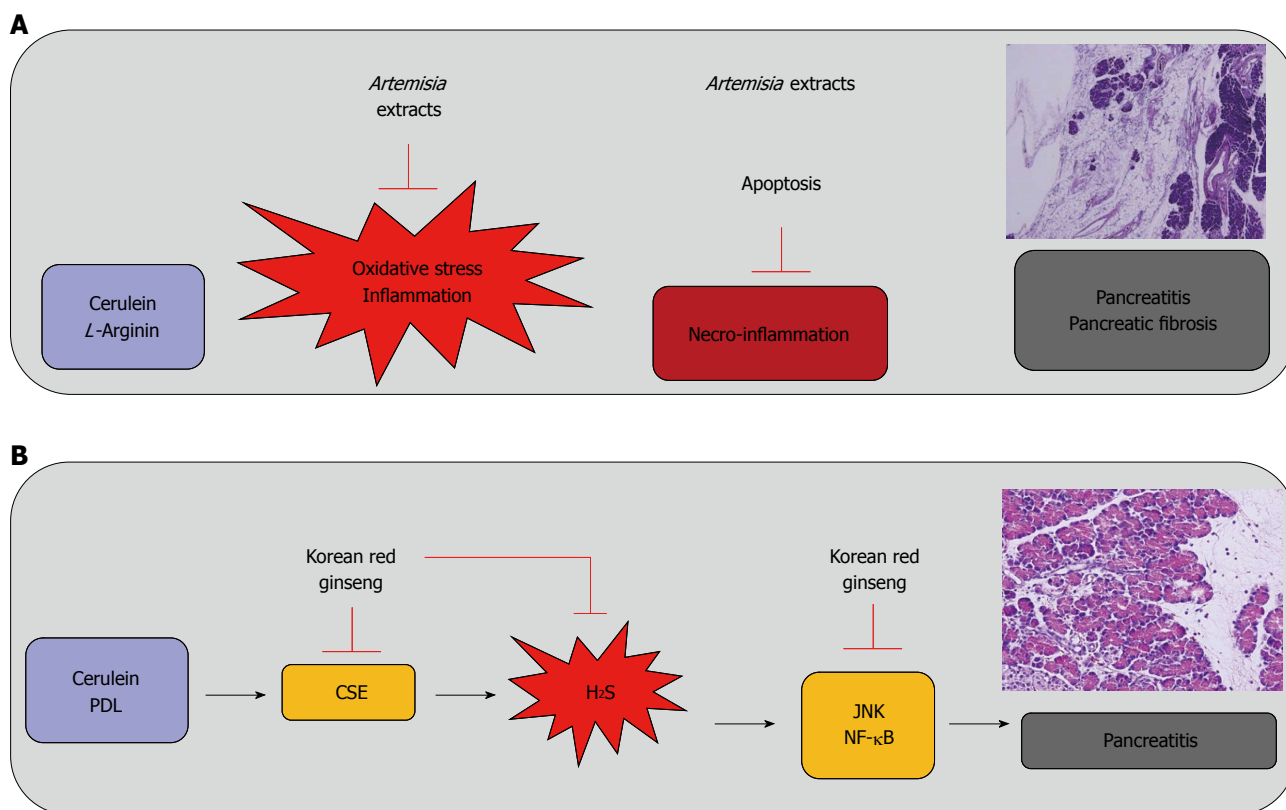 A
Artemisia
extracts
Artemisia extracts
Apoptosis
Oxidative stress
Inflammation
Cerulein
L-Arginin
Necro-inflammation
Pancreatitis
Pancreatic fibrosis
B
Korean red
ginseng
Korean red
ginseng
Cerulein
PDL
CSE
H₂S
JNK
NF-κB
Pancreatitis